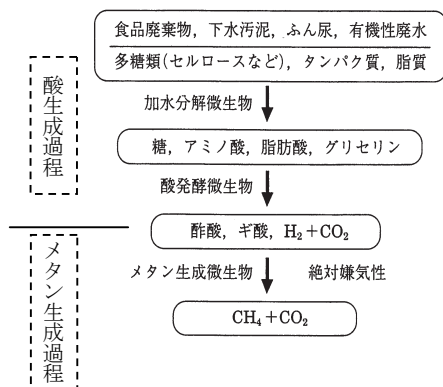 食品廃棄物，下水汚泥，ふん尿，有機性廃水
多糖類(セルロースなど)，タンパク質，脂質
加水分解微生物
酸生成過程
糖，アミノ酸，脂肪酸，グリセリン
酸発酵微生物
酢酸，ギ酸，H₂＋CO₂
メタン生成微生物　絶対嫌気性
メタン生成過程
CH₄＋CO₂